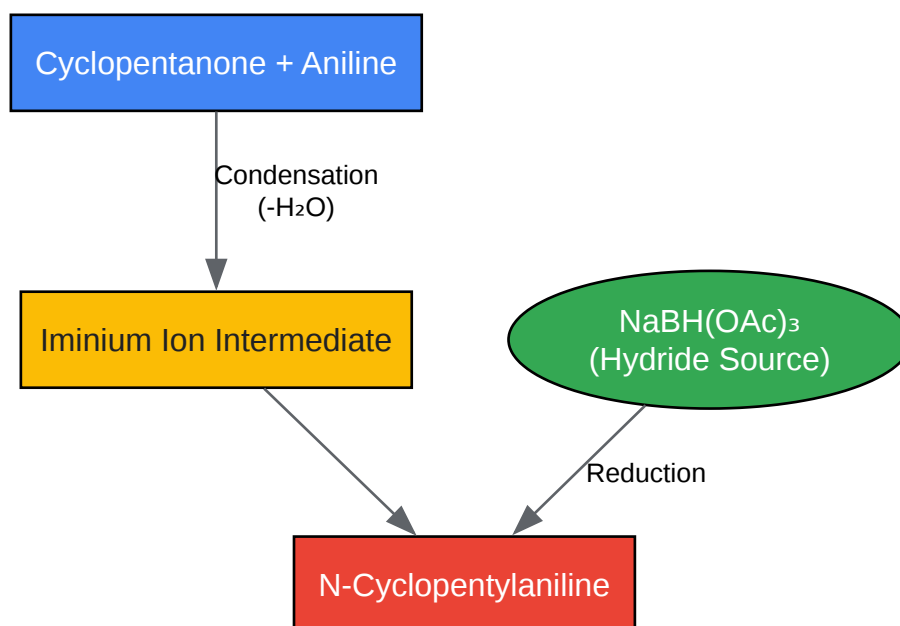 Cyclopentanone + Aniline
Condensation
(-H₂O)
Iminium Ion Intermediate
NaBH(OAc)₃
(Hydride Source)
Reduction
N-Cyclopentylaniline